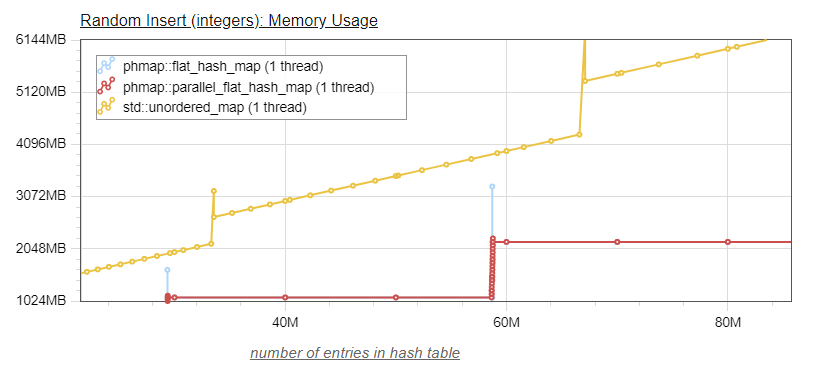 Random Insert (integers): Memory Usage
6144MB
phmap::flat_hash_map (1 thread)
phmap::parallel_flat_hash_map (1 thread)
std::unordered_map (1 thread)
5120MB
4096MB
3072MB
2048MB
1024MB
40M 60M 80M
number of entries in hash table